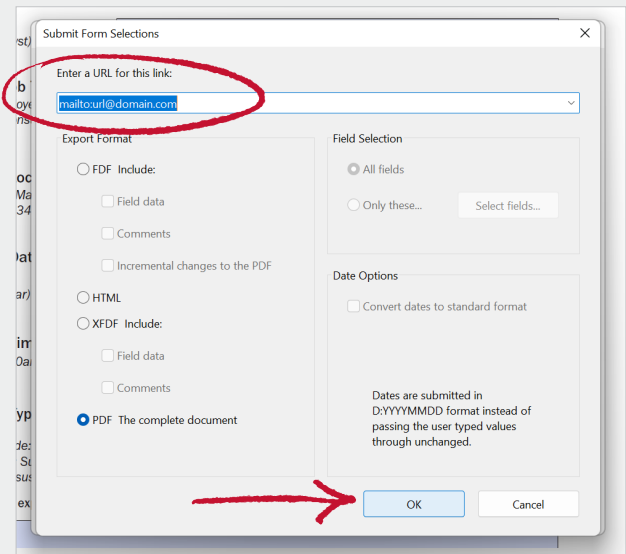 Submit Form Selections
yst)
Enter a URL for this link:
mailto:url@domain.com
Export Format
Field Selection
FDF Include:
All fields
Field data
Only these...
Select fields...
Comments
Incremental changes to the PDF
Date Options
HTML
Convert dates to standard format
XFDF Include:
Field data
Comments
Dates are submitted in
D:YYYYMMDD format instead of
passing the user typed values
through unchanged.
PDF The complete document
OK
Cancel